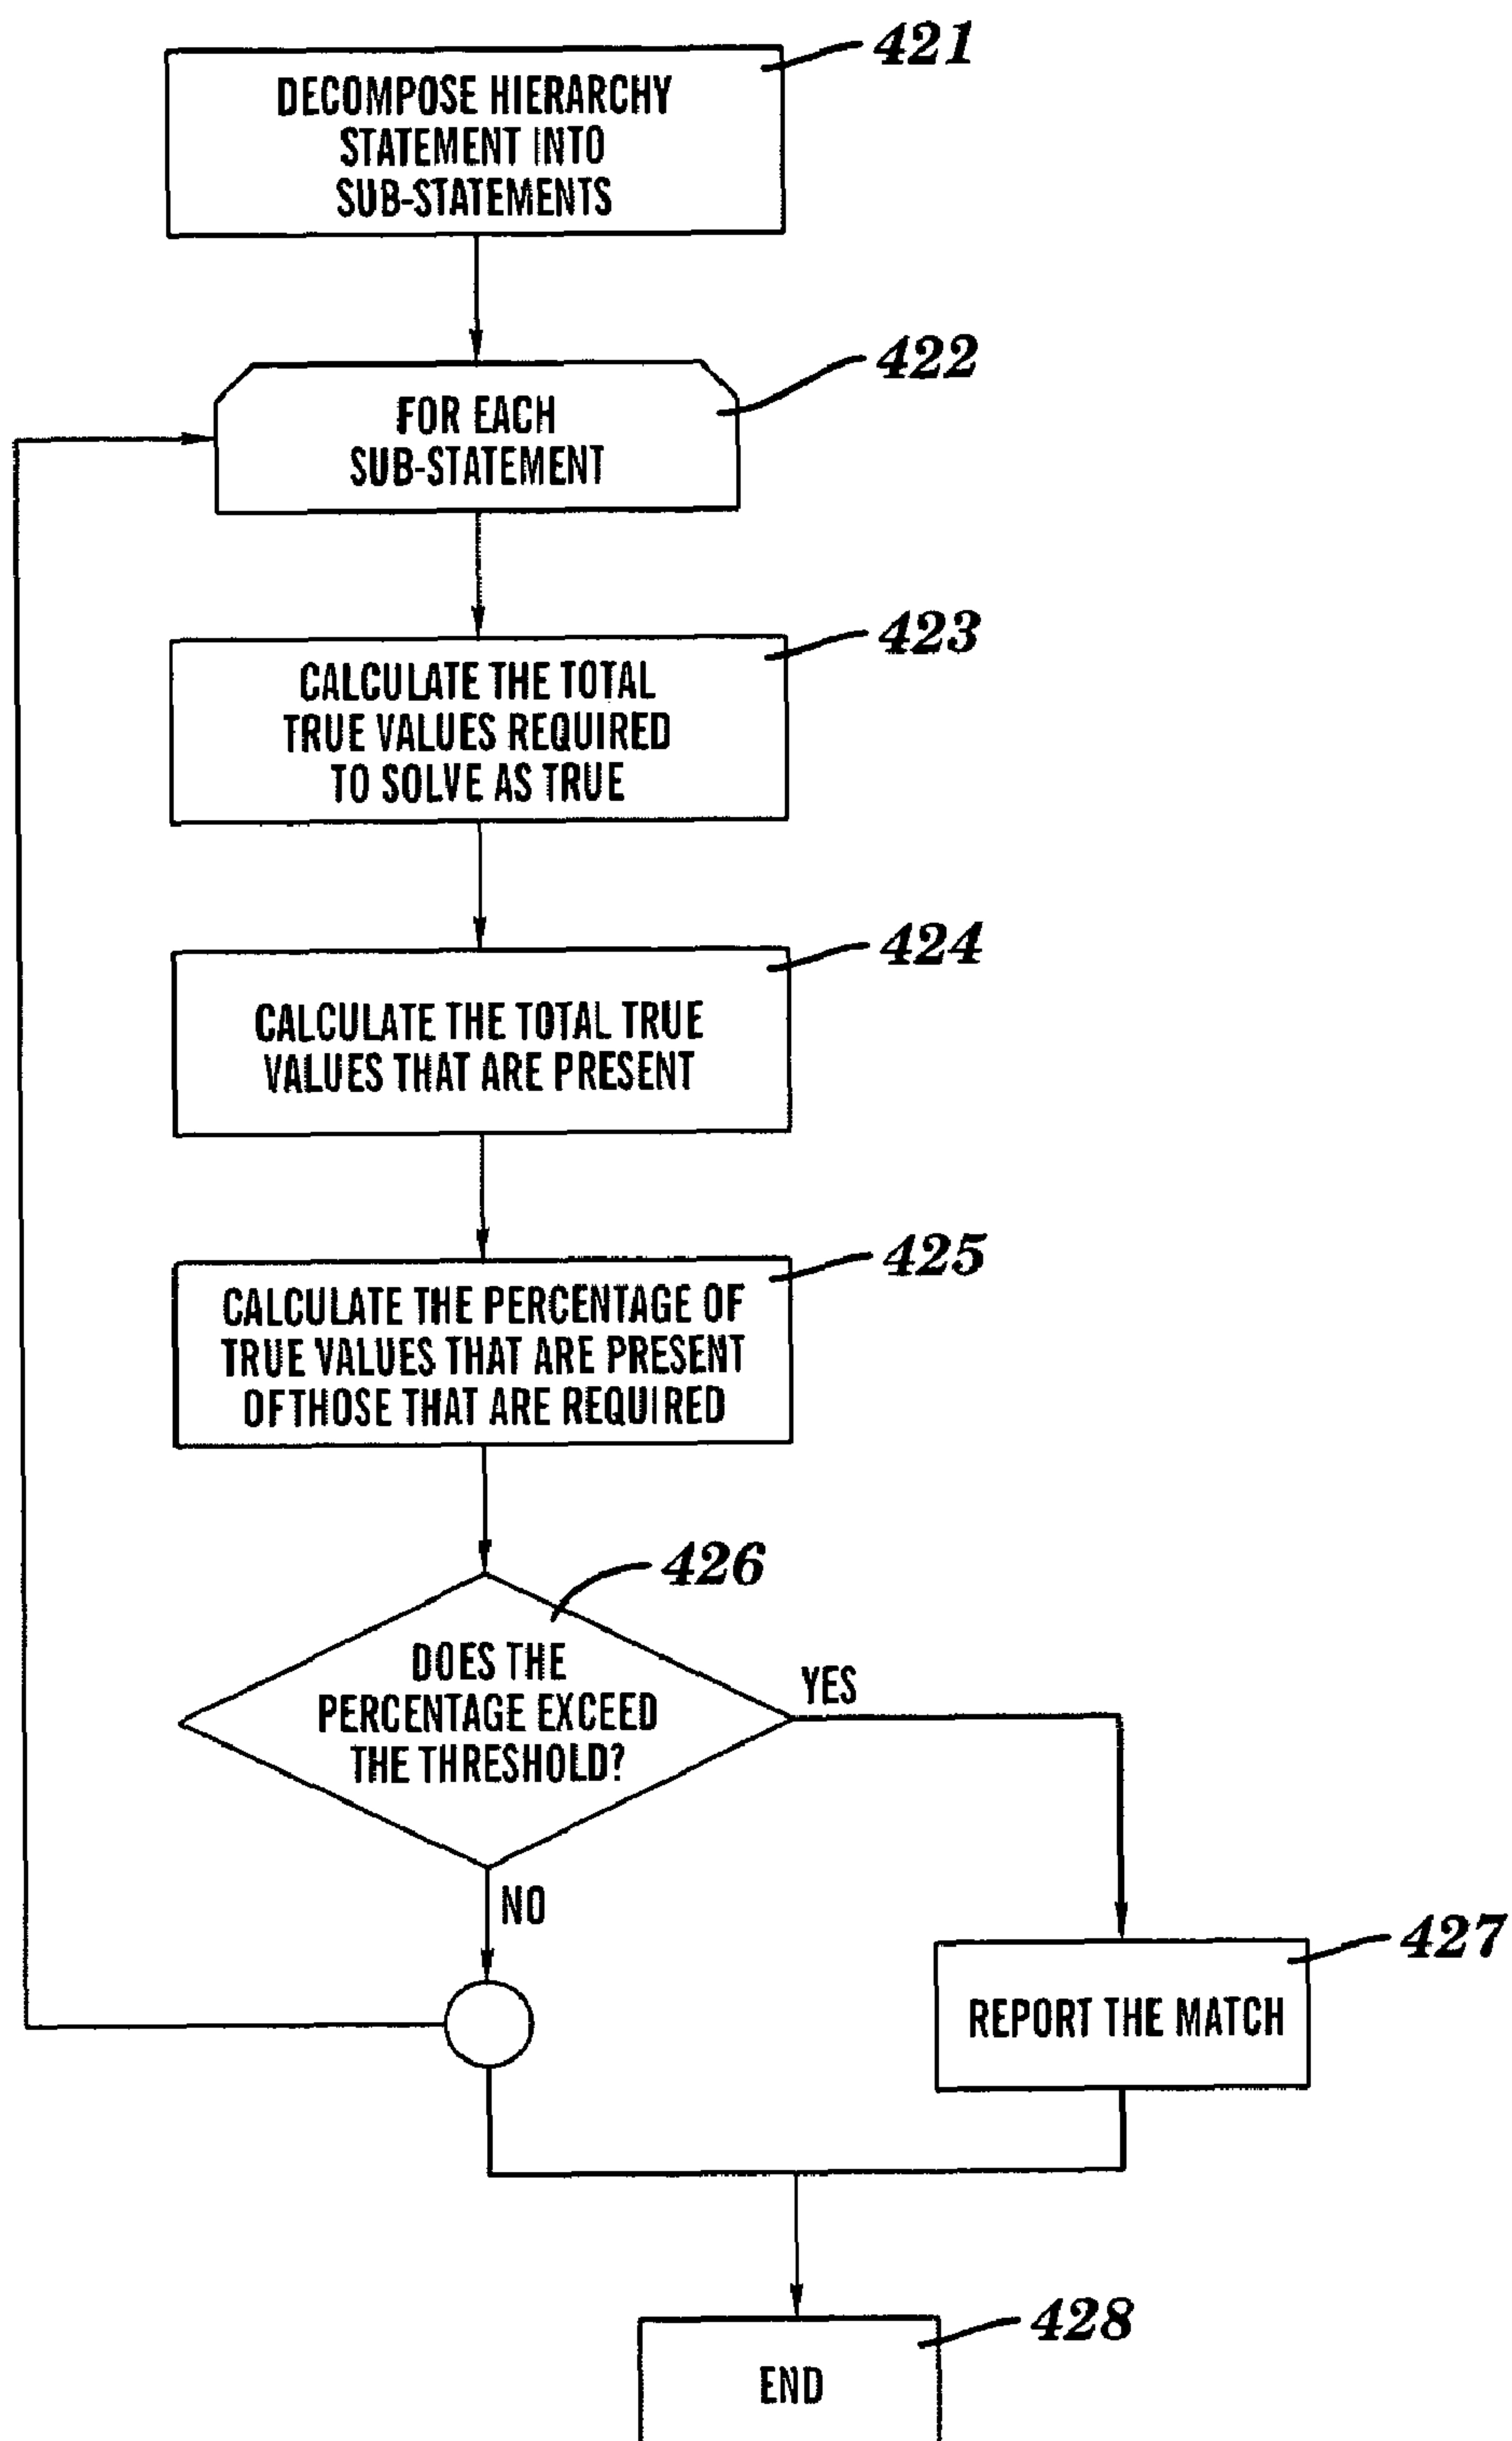 421
DECOMPOSE HIERARCHY
STATEMENT INTO
SUB-STATEMENTS
422
FOR EACH
SUB-STATEMENT
423
CALCULATE THE TOTAL
TRUE VALUES REQUIRED
TO SOLVE AS TRUE
424
CALCULATE THE TOTAL TRUE
VALUES THAT ARE PRESENT
425
CALCULATE THE PERCENTAGE OF
TRUE VALUES THAT ARE PRESENT
OFTHOSE THAT ARE REQUIRED
426
DOES THE
PERCENTAGE EXCEED
THE THRESHOLD?
YES
NO
427
REPORT THE MATCH
428
END